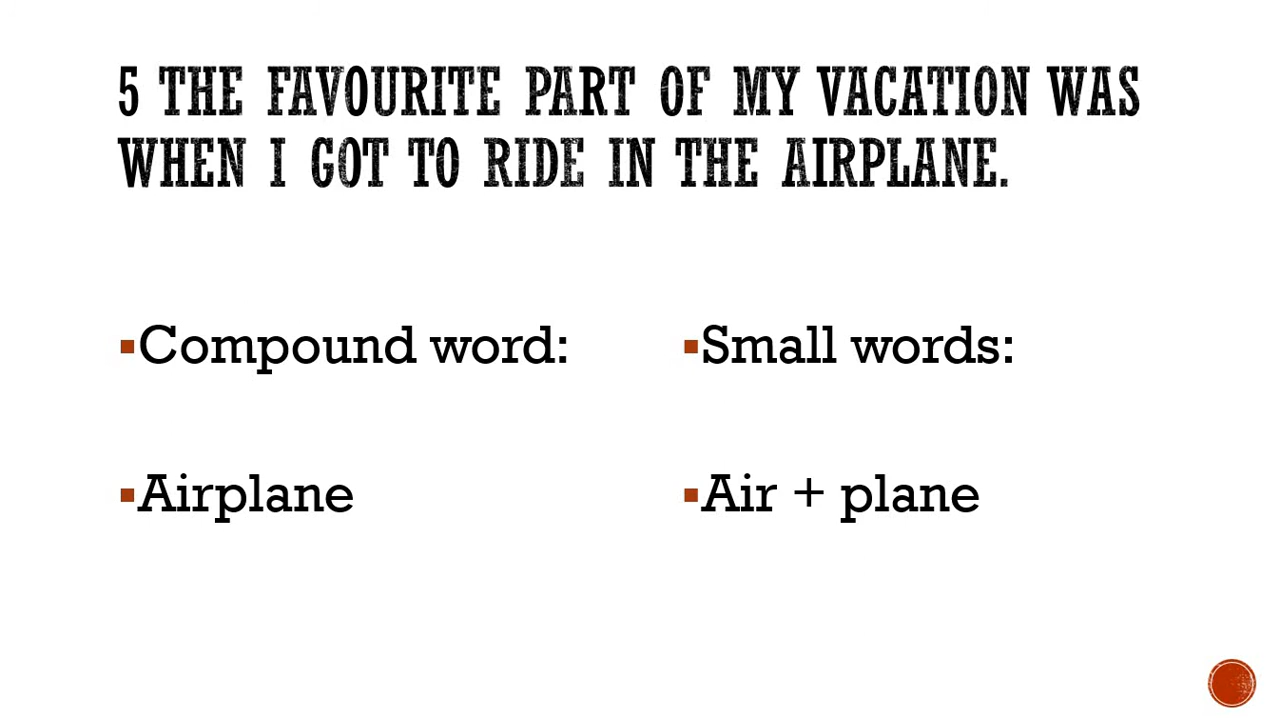 5 THE FAVOURITE PART OF MY VACATION WAS
WHEN I GOT TO RIDE IN THE AIRPLANE.
▪Compound word:
▪Airplane
▪Small words:
▪Air + plane